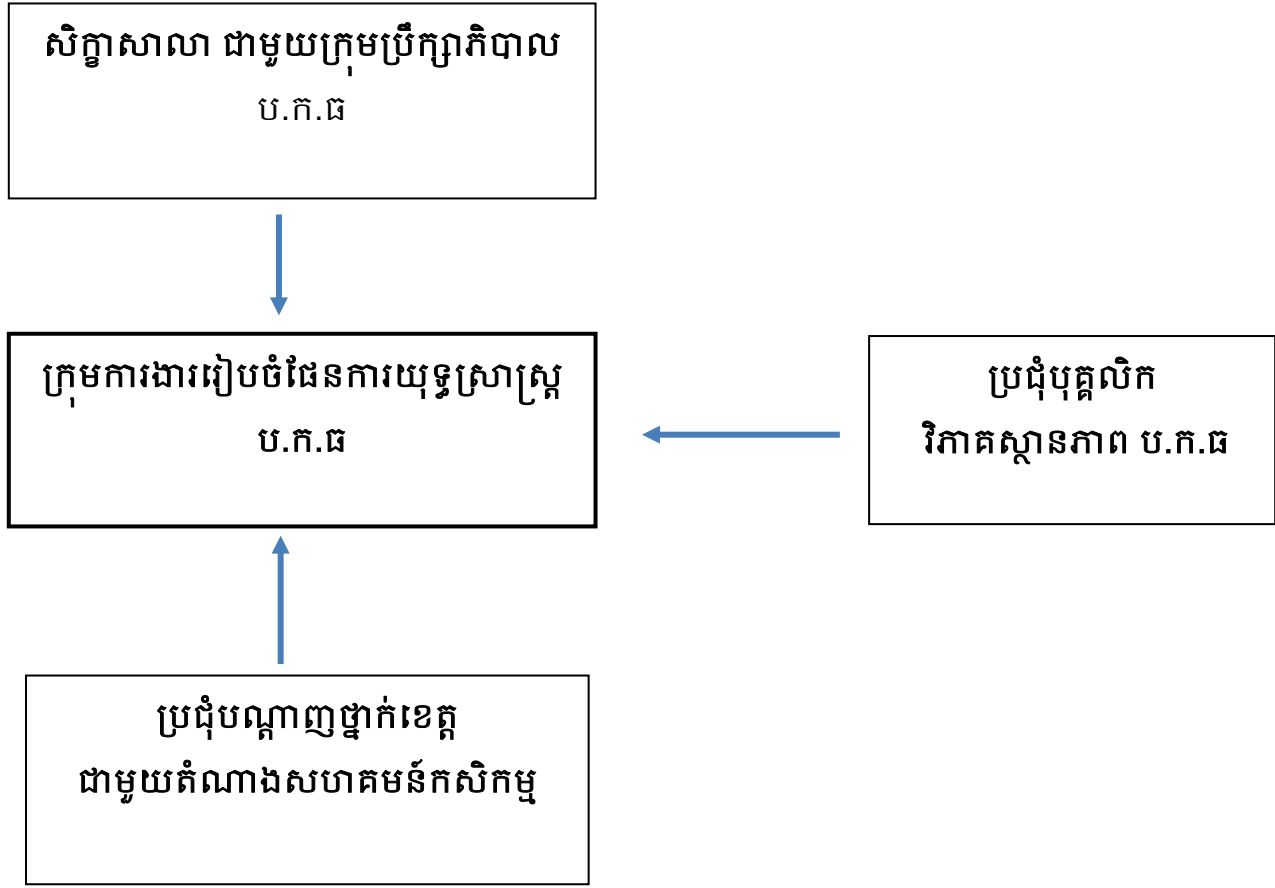 សិក្ខាសាលា ជាមួយក្រុមប្រឹក្សាភិបាល
ប.ក.ធ
ក្រុមការងាររៀបចំផែនការយុទ្ធស្រាស្ត្រ
ប.ក.ធ
ប្រជុំបុគ្គលិក
វិភាគស្ថានភាព ប.ក.ធ
ប្រជុំបណ្តាញថ្នាក់ខេត្ត
ជាមួយតំណាងសហគមន៍កសិកម្ម